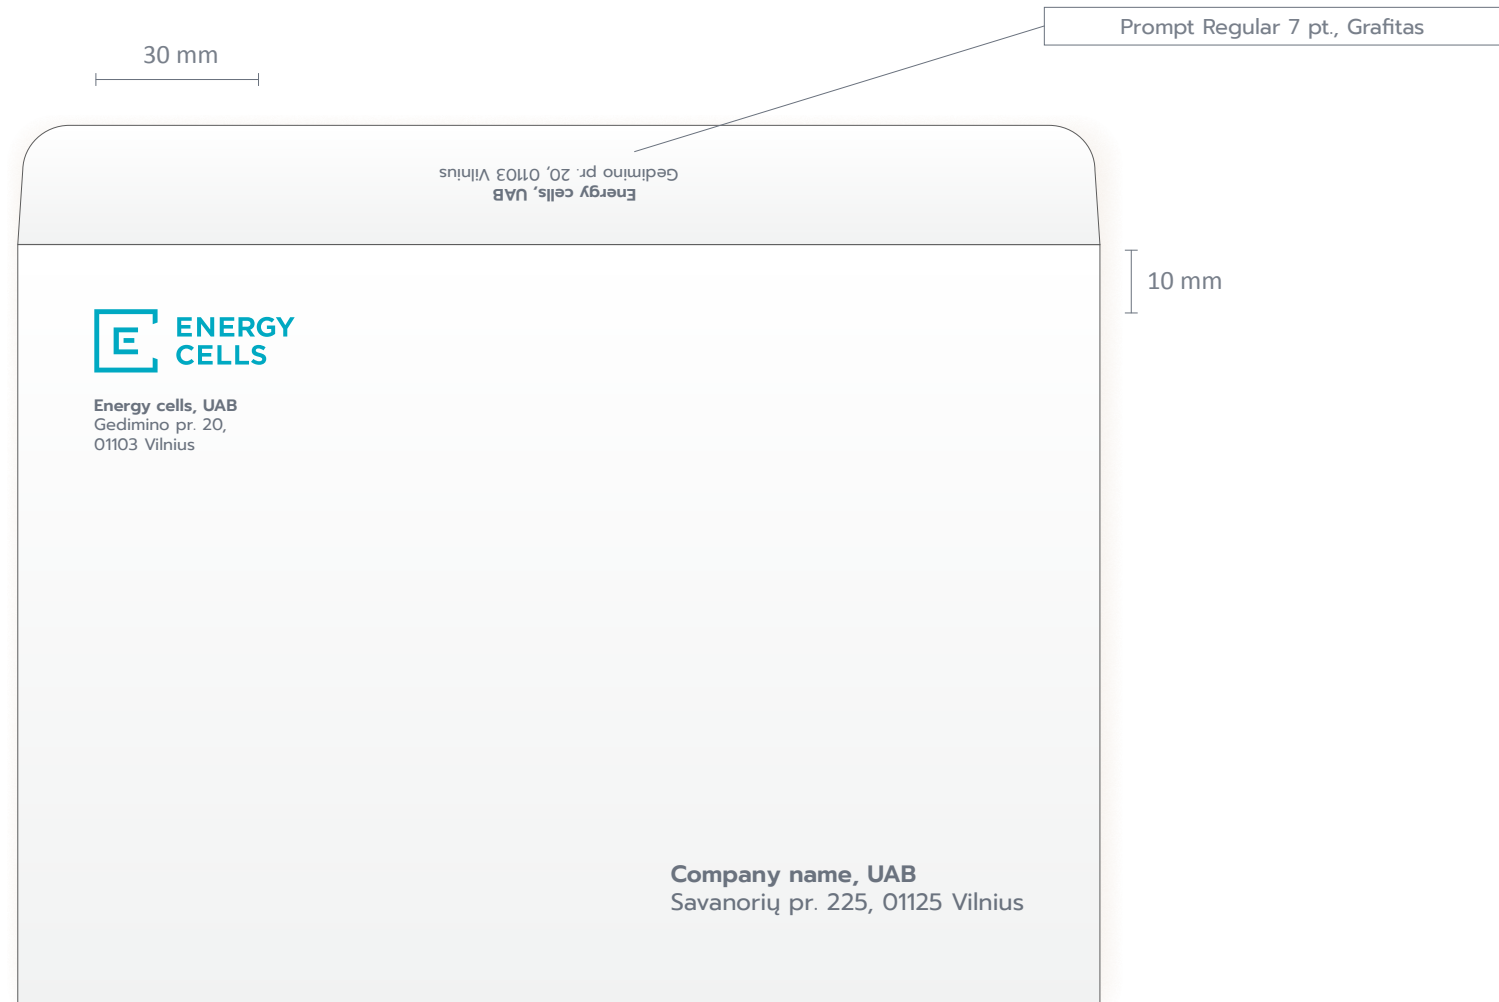 Prompt Regular 7 pt., Grafitas
30 mm
Energy cells, UAB
Gedimino pr. 20, 01103 Vilnius
10 mm
E ENERGY
CELLS
Energy cells, UAB
Gedimino pr. 20,
01103 Vilnius
Company name, UAB
Savanorių pr. 225, 01125 Vilnius